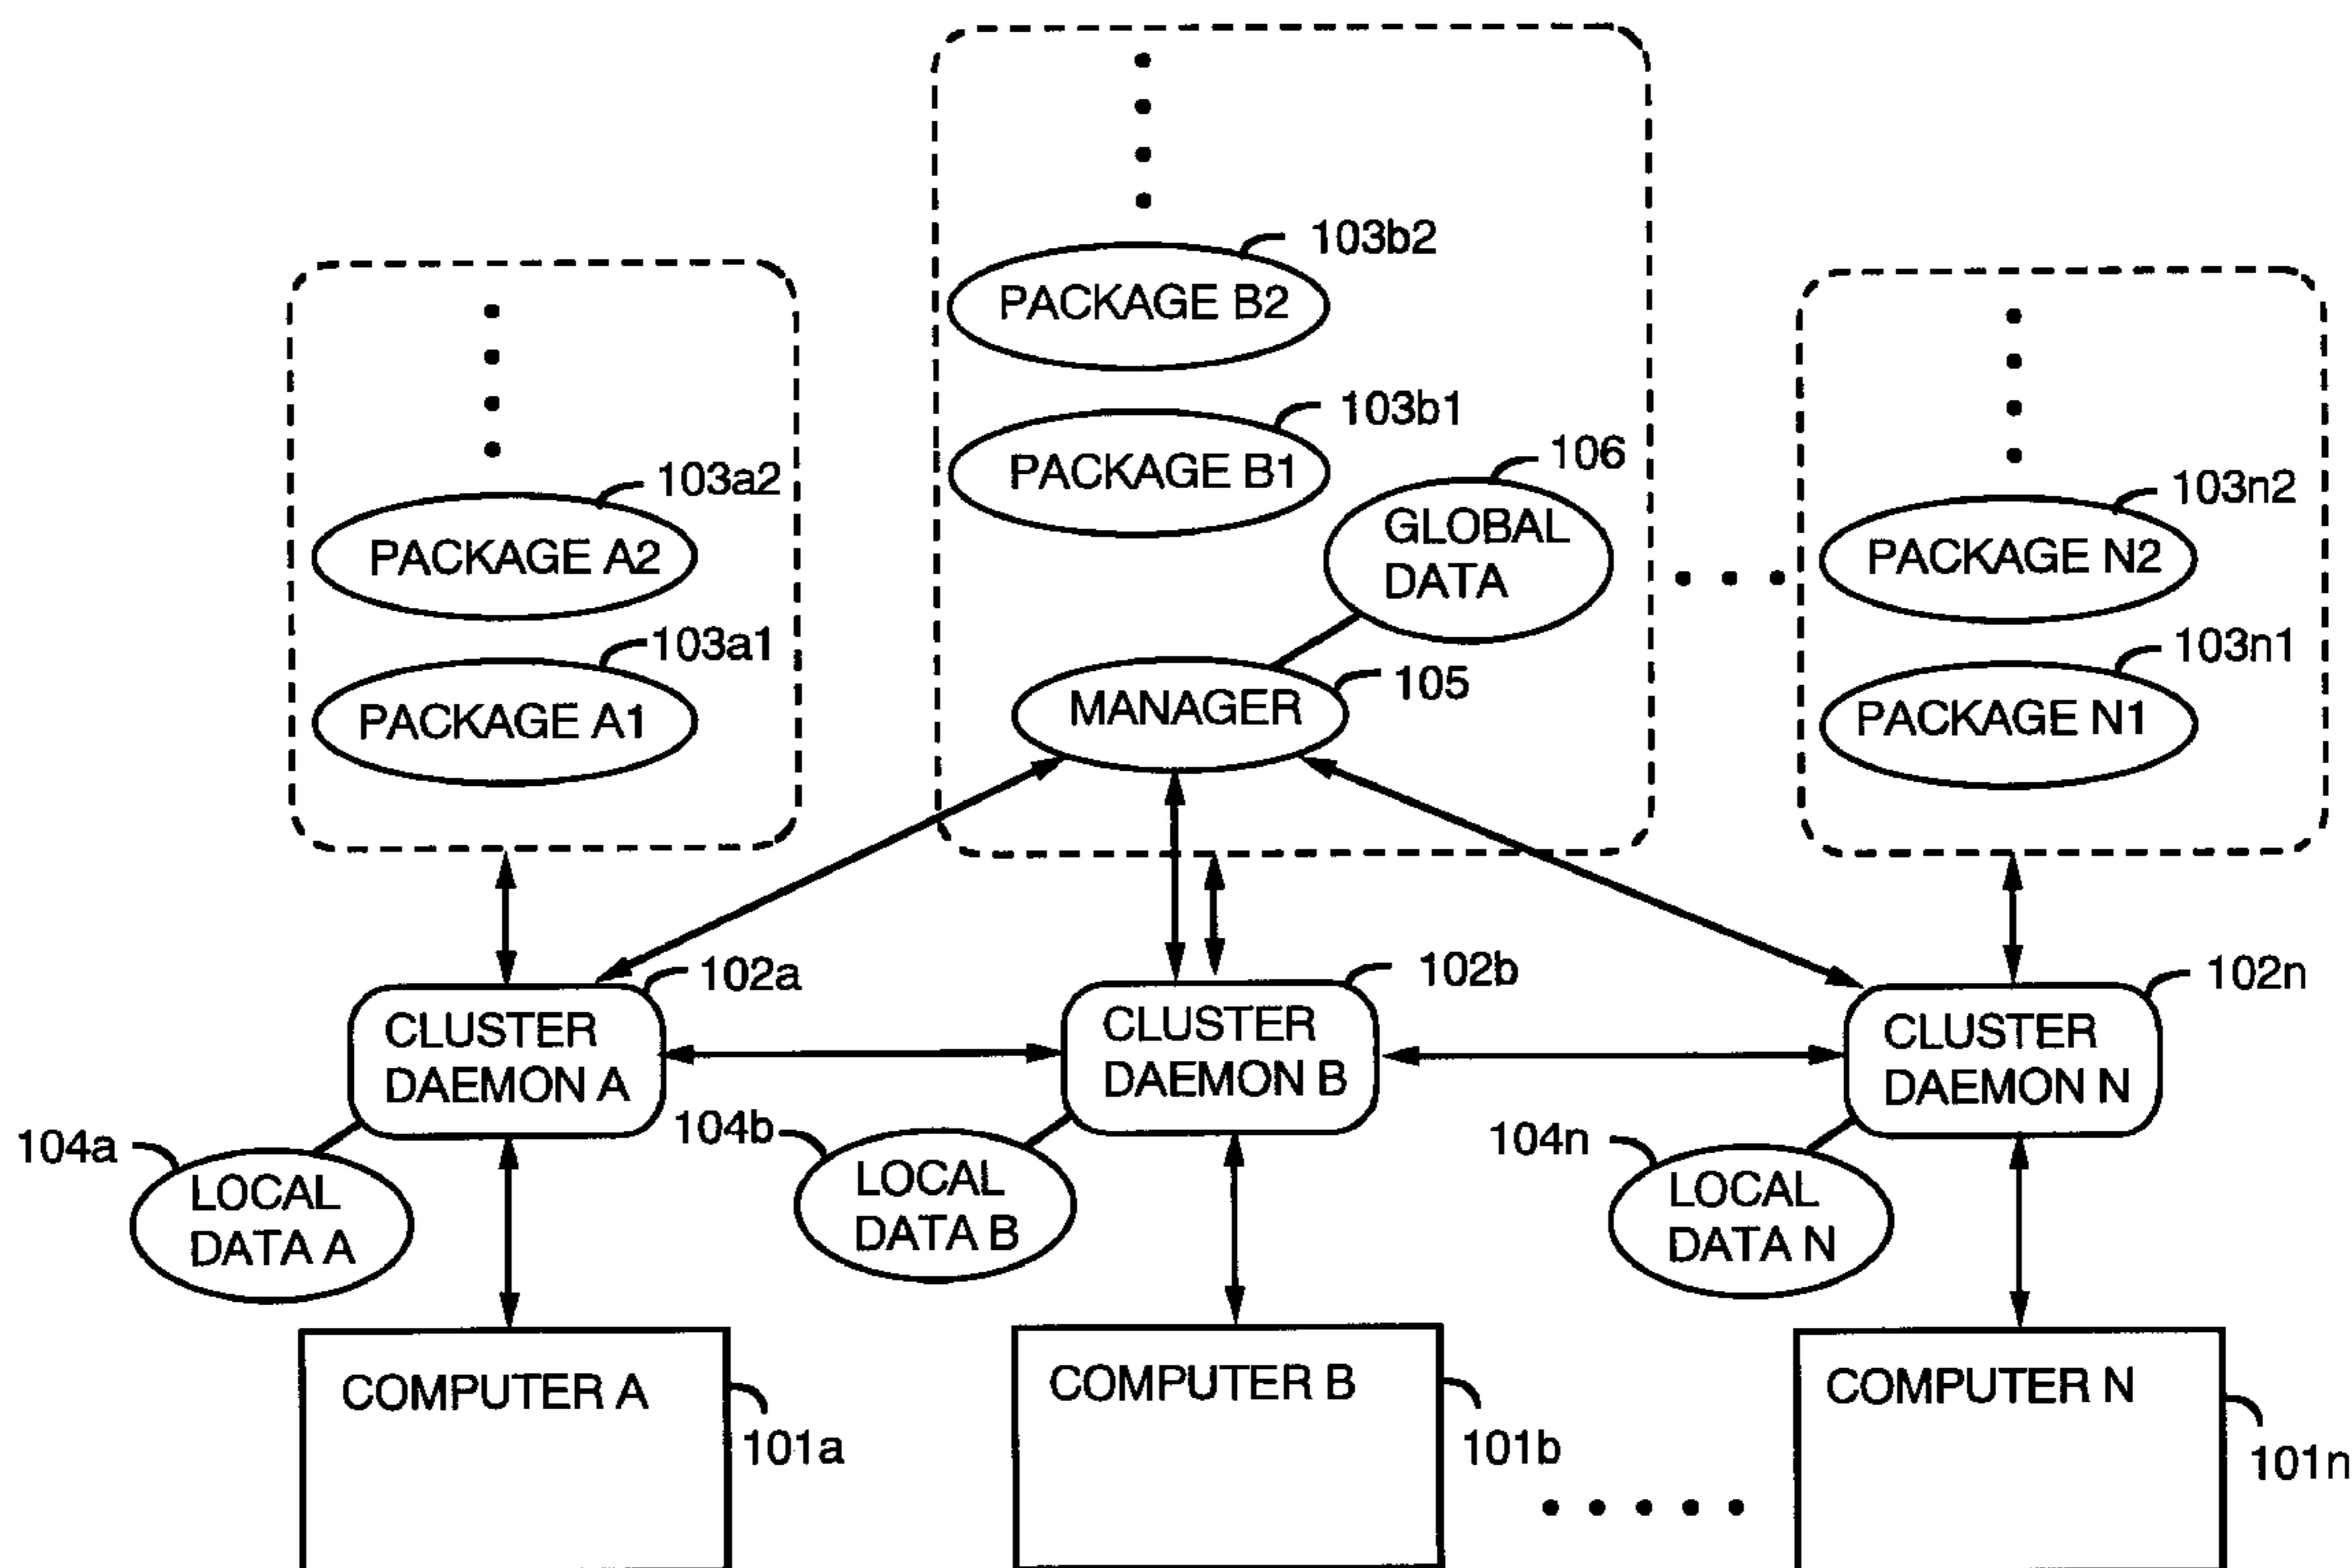 103b2
PACKAGE B2
103b1
PACKAGE B1
106
GLOBAL
DATA
103a2
PACKAGE A2
103n2
PACKAGE N2
103a1
PACKAGE A1
103n1
PACKAGE N1
MANAGER
105
102a
CLUSTER
DAEMON A
102b
CLUSTER
DAEMON B
102n
CLUSTER
DAEMON N
104a
LOCAL
DATA A
104b
LOCAL
DATA B
104n
LOCAL
DATA N
COMPUTER A
101a
COMPUTER B
101b
COMPUTER N
101n